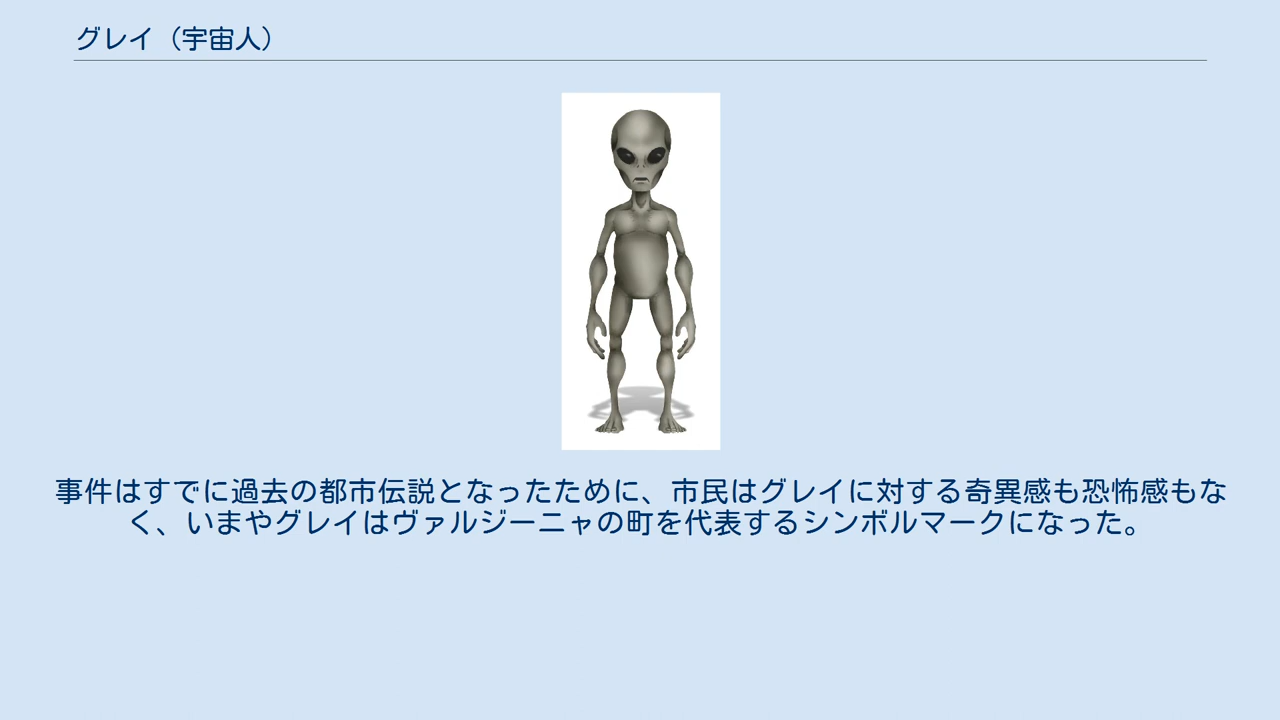 グレイ（宇宙人）
事件はすでに過去の都市伝説となったために、市民はグレイに対する奇異感も恐怖感もな
く、いまやグレイはヴァルジーニャの町を代表するシンボルマークになった。